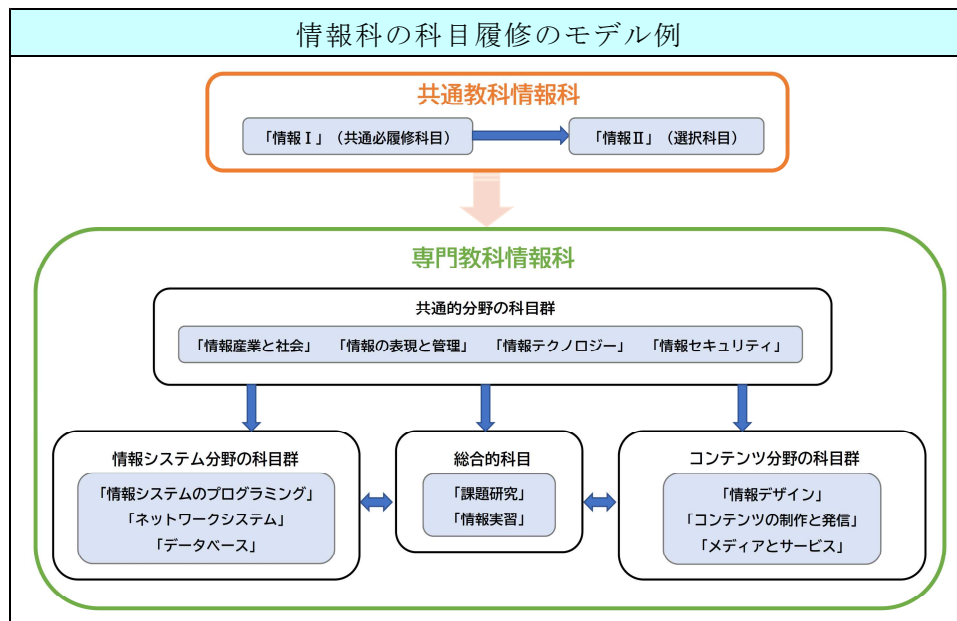 情報科の科目履修のモデル例
共通教科情報科
「情報Ⅰ」（共通必履修科目）
「情報Ⅱ」（選択科目）
専門教科情報科
共通的分野の科目群
「情報産業と社会」 「情報の表現と管理」 「情報テクノロジー」 「情報セキュリティ」
情報システム分野の科目群
「情報システムのプログラミング」
「ネットワークシステム」
「データベース」
総合的科目
「課題研究」
「情報実習」
コンテンツ分野の科目群
「情報デザイン」
「コンテンツの制作と発信」
「メディアとサービス」